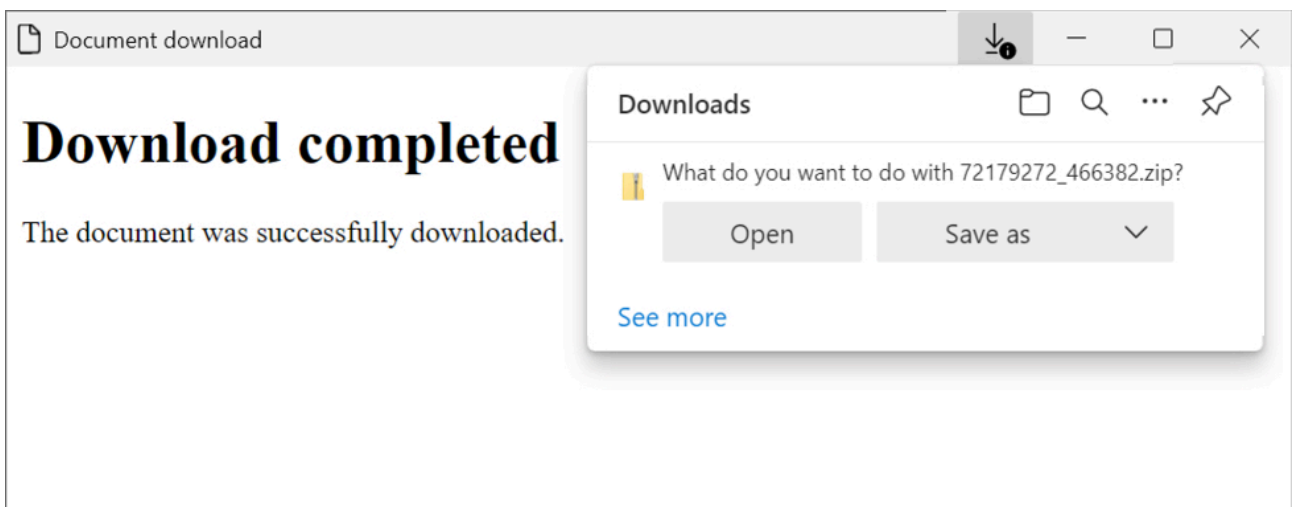 Document download
Download completed
The document was successfully downloaded.
Downloads
What do you want to do with 72179272_466382.zip?
Open
Save as
See more